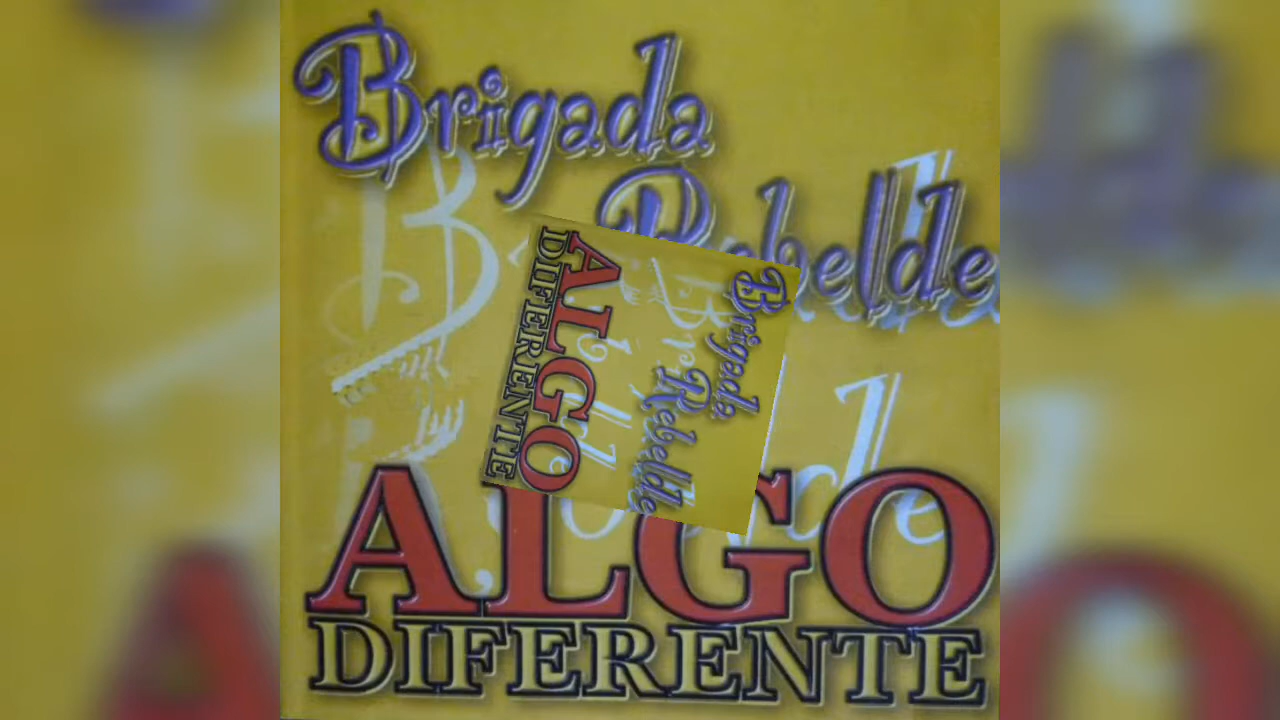 Brigada
Rebelde
ALGO
DIFERENTE
Brigada
Rebelde
ALGO
DIFERENTE